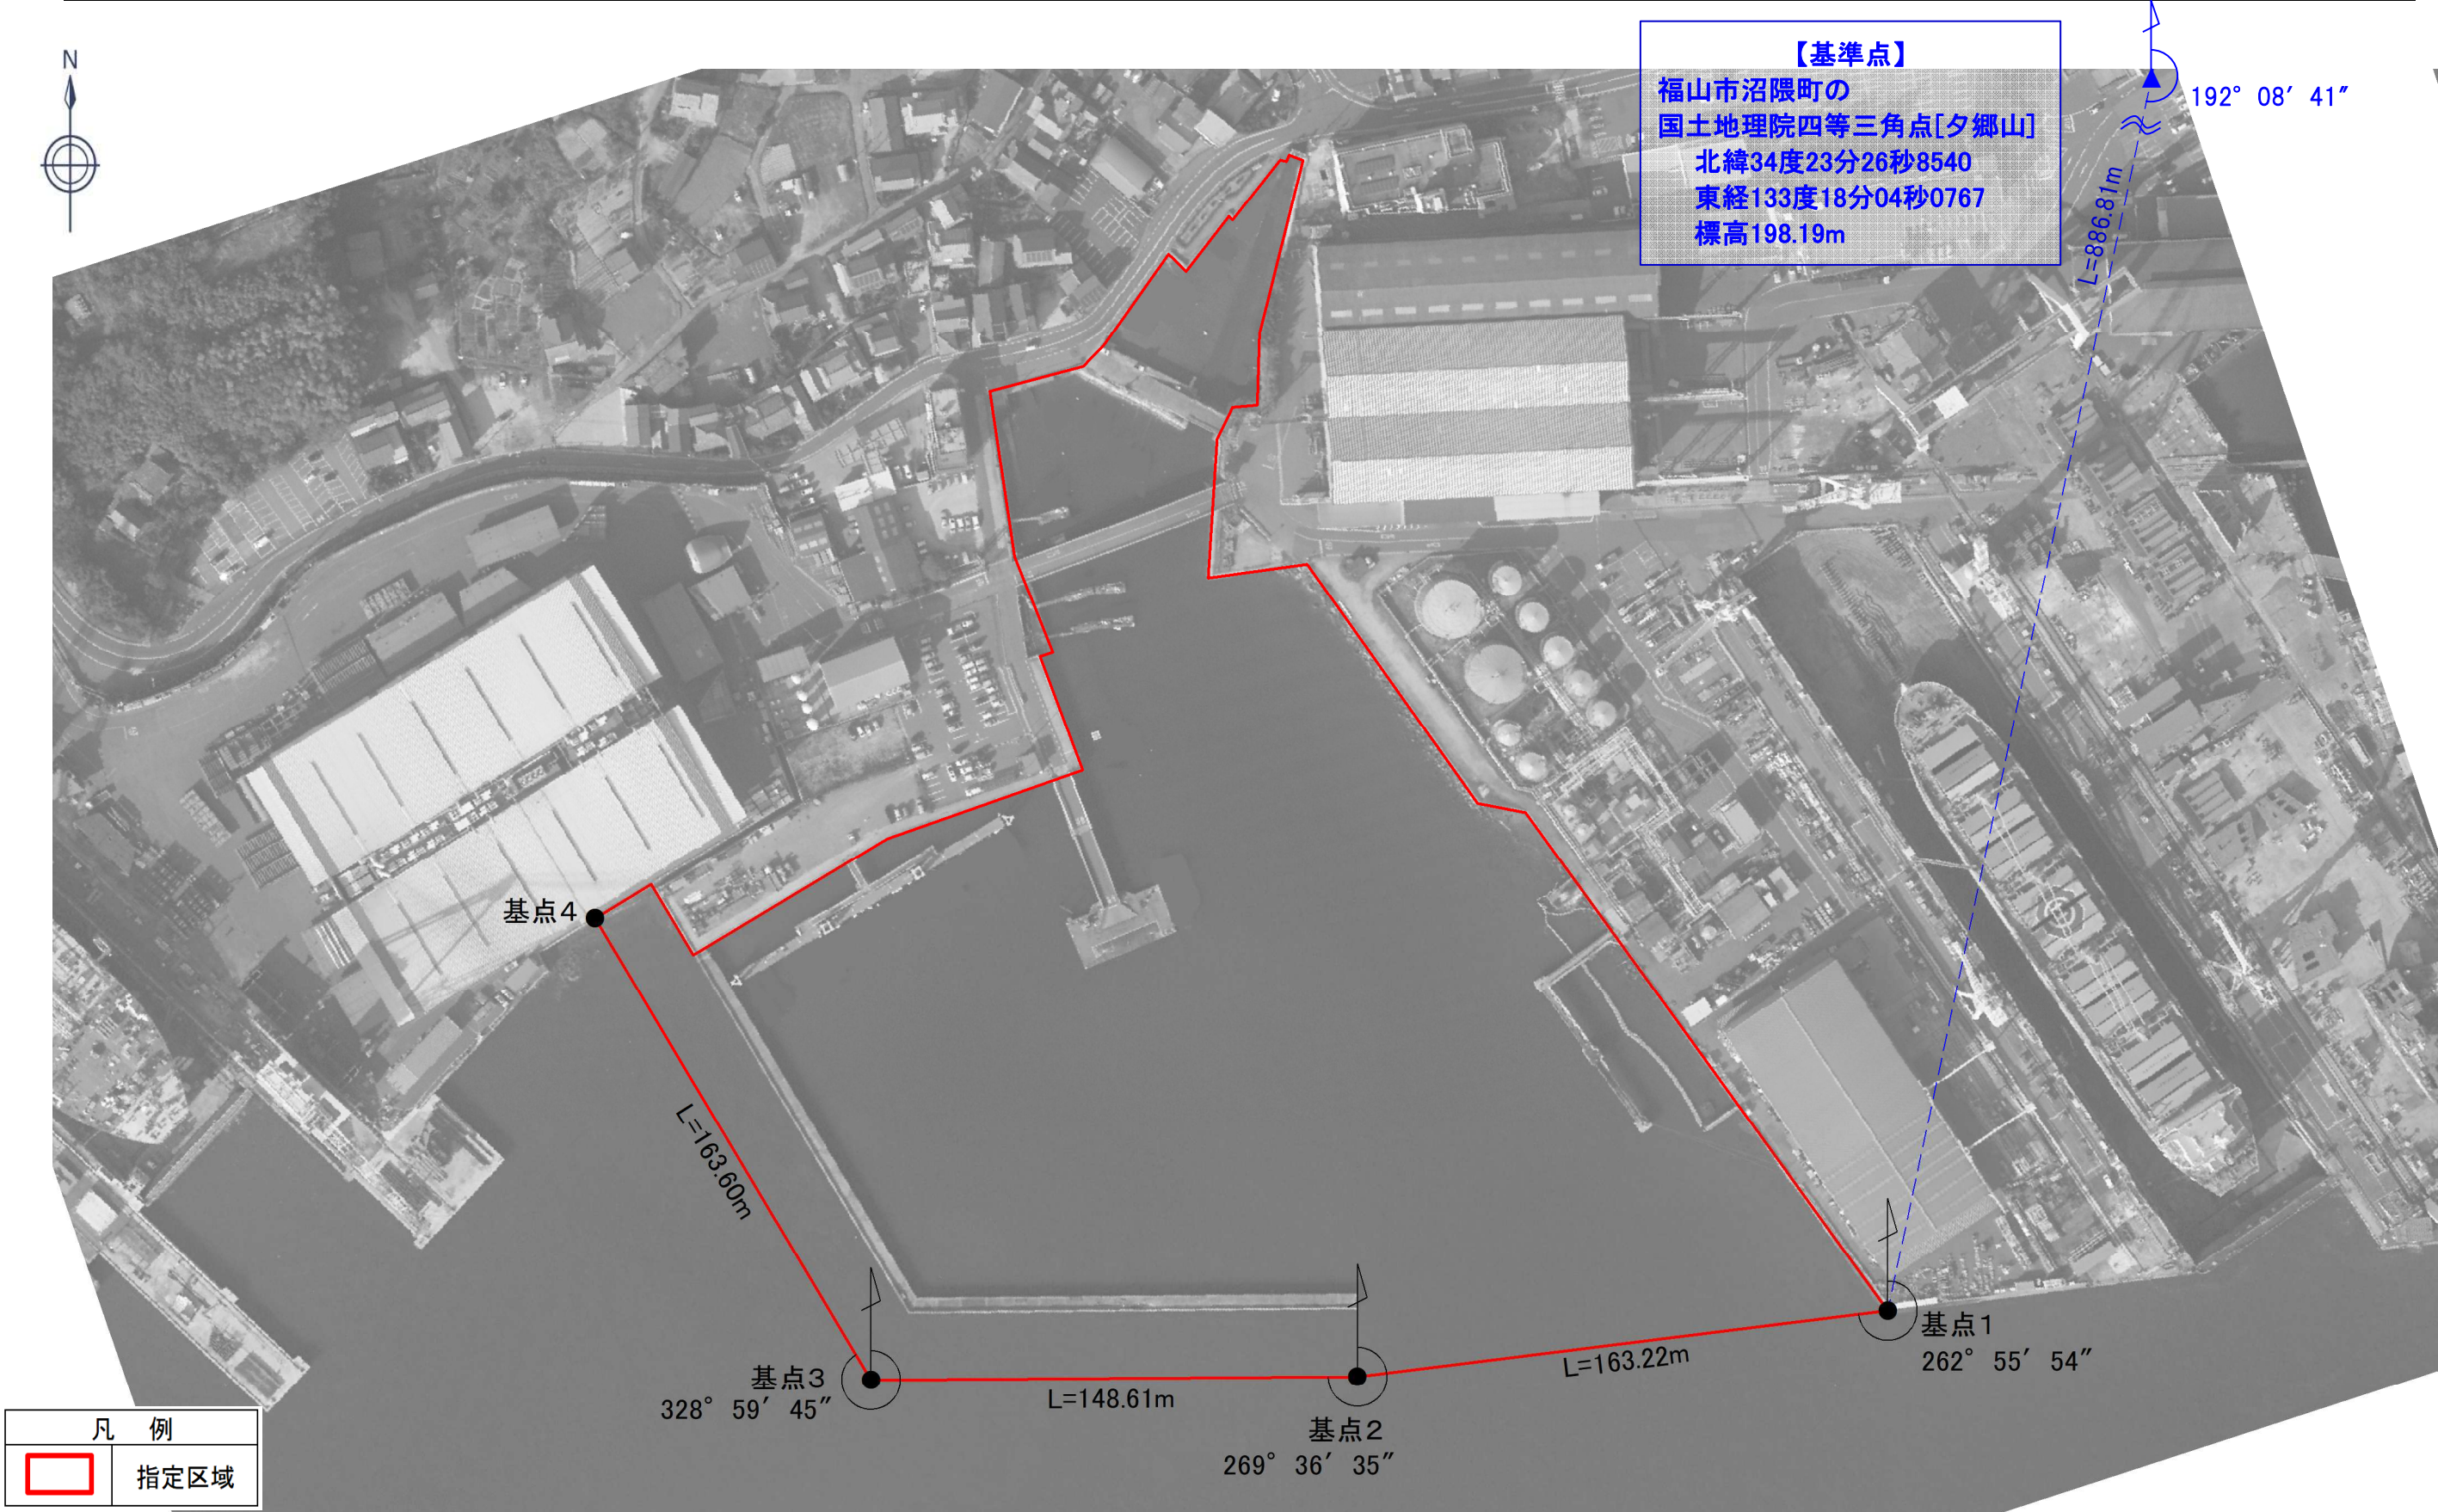 N
【基準点】
福山市沼隈町の
国土地理院四等三角点[夕郷山]
北緯34度23分26秒8540
東経133度18分04秒0767
標高198.19m
192° 08′ 41″
L=886.81m
基点4
L=163.60m
基点3
328° 59′ 45″
L=148.61m
基点2
269° 36′ 35″
L=163.22m
基点1
262° 55′ 54″
凡 例
指定区域